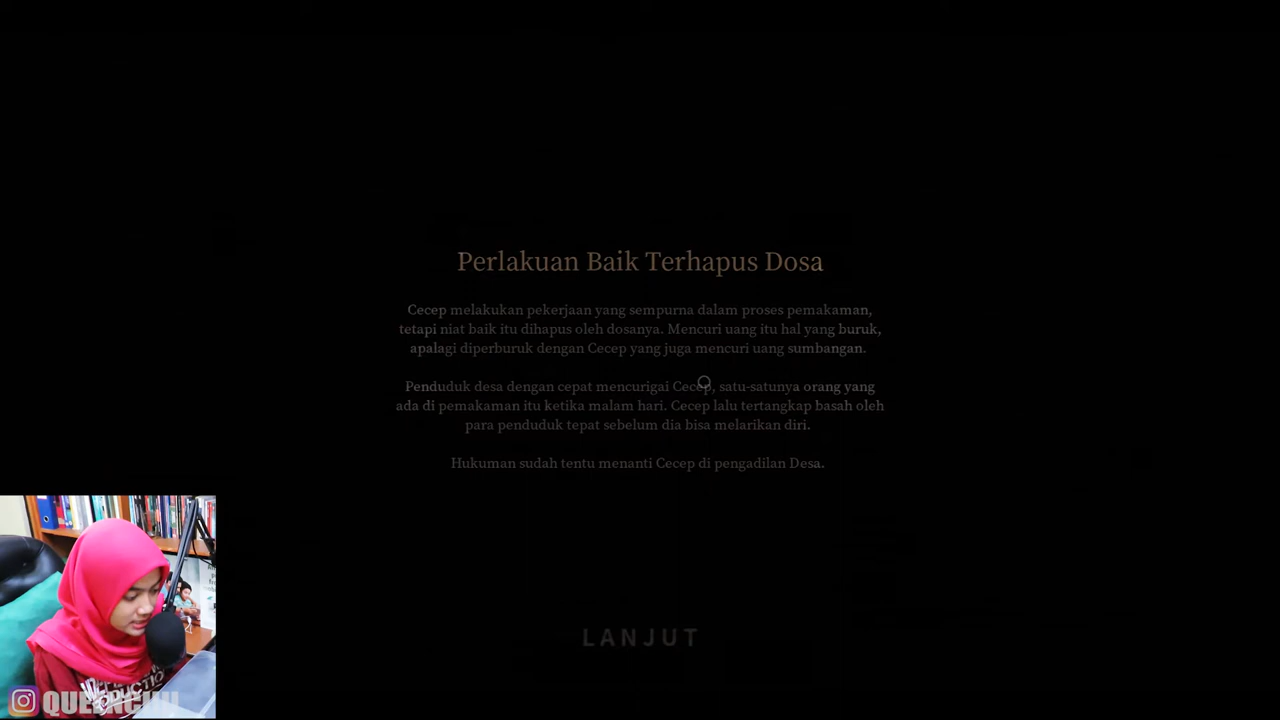 Perlakuan Baik Terhapus Dosa
Cecep melakukan pekerjaan yang sempurna dalam proses pemakaman,
tetapi niat baik itu dihapus oleh dosanya. Mencuri uang itu hal yang buruk,
apalagi diperburuk dengan Cecep yang juga mencuri uang sumbangan.
Penduduk desa dengan cepat mencurigai Cecep, satu-satunya orang yang
ada di pemakaman itu ketika malam hari. Cecep lalu tertangkap basah oleh
para penduduk tepat sebelum dia bisa melarikan diri.
Hukuman sudah tentu menanti Cecep di pengadilan Desa.
LANJUT